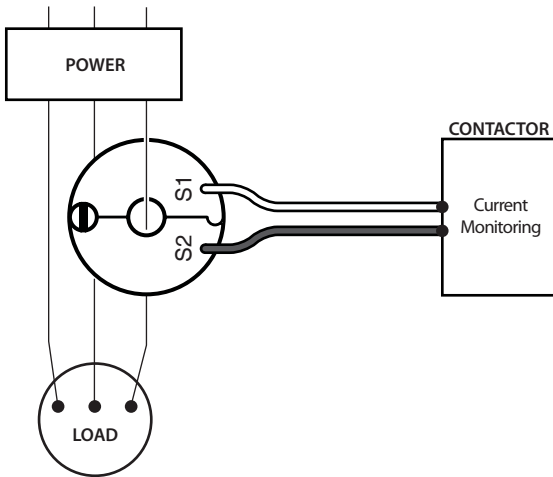 POWER
CONTACTOR
S1
S2
Current
Monitoring
LOAD